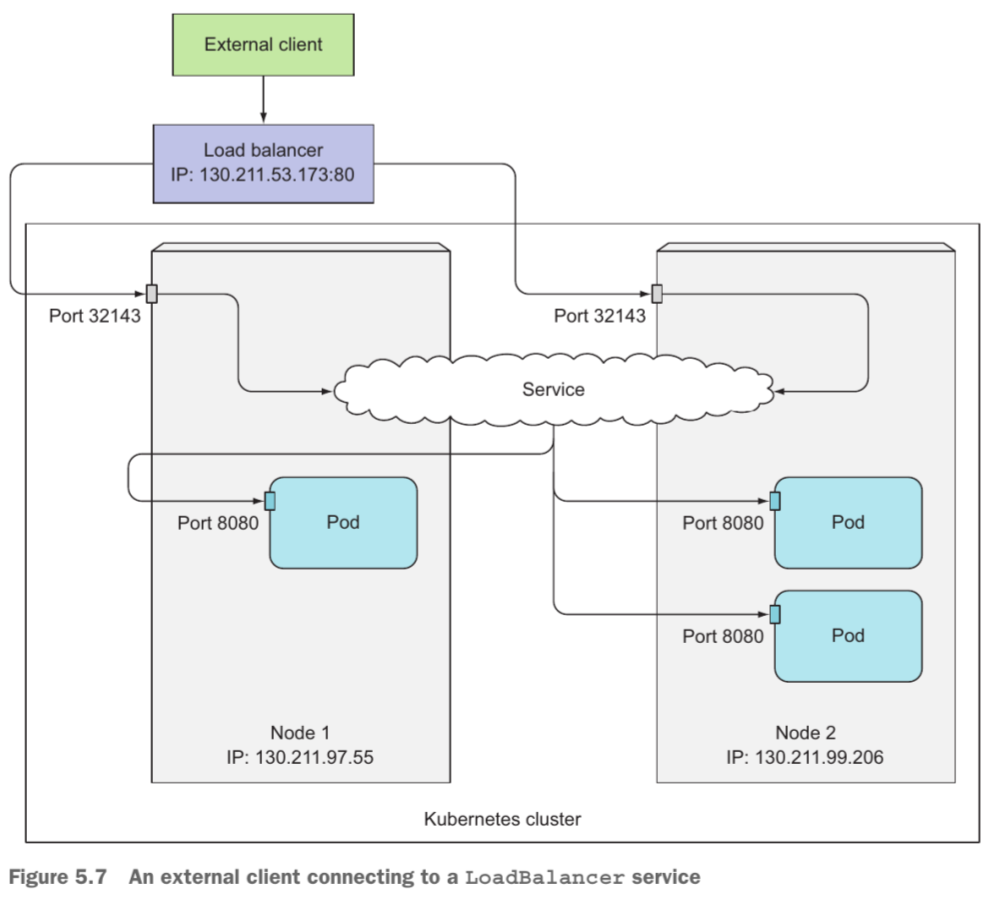 External client
Load balancer
IP: 130.211.53.173:80
Port 32143
Port 32143
Service
Port 8080
Pod
Port 8080
Pod
Port 8080
Pod
Node 1
IP: 130.211.97.55
Node 2
IP: 130.211.99.206
Kubernetes cluster
Figure 5.7 An external client connecting to a LoadBalancer service